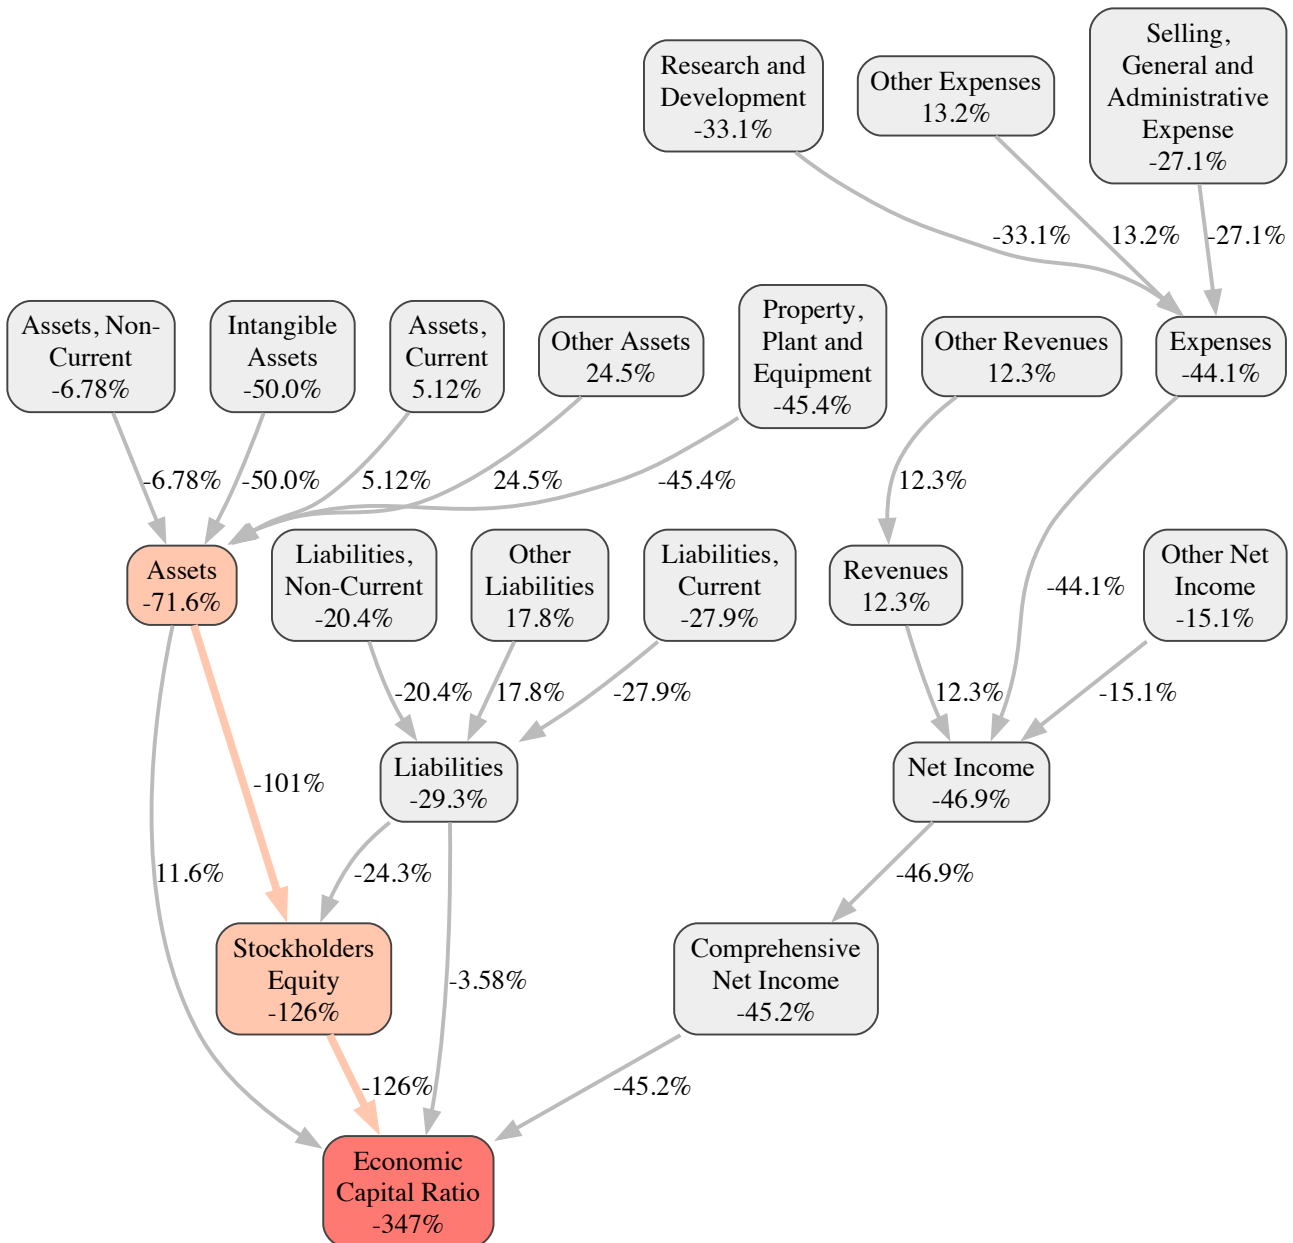 Selling,
General and
Administrative
Expense
-27.1%
Research and
Development
-33.1%
Other Expenses
13.2%
-33.1%
13.2%
-27.1%
Assets, Non-
Current
-6.78%
Intangible
Assets
-50.0%
Assets,
Current
5.12%
Other Assets
24.5%
Property,
Plant and
Equipment
-45.4%
Other Revenues
12.3%
Expenses
-44.1%
-6.78%
-50.0%
5.12%
24.5%
-45.4%
12.3%
Assets
-71.6%
Liabilities,
Non-Current
-20.4%
Other
Liabilities
17.8%
Liabilities,
Current
-27.9%
Revenues
12.3%
-44.1%
Other Net
Income
-15.1%
-20.4%
17.8%
-27.9%
12.3%
-15.1%
-101%
Liabilities
-29.3%
Net Income
-46.9%
11.6%
-24.3%
-46.9%
Stockholders
Equity
-126%
-3.58%
Comprehensive
Net Income
-45.2%
-126%
-45.2%
Economic
Capital Ratio
-347%